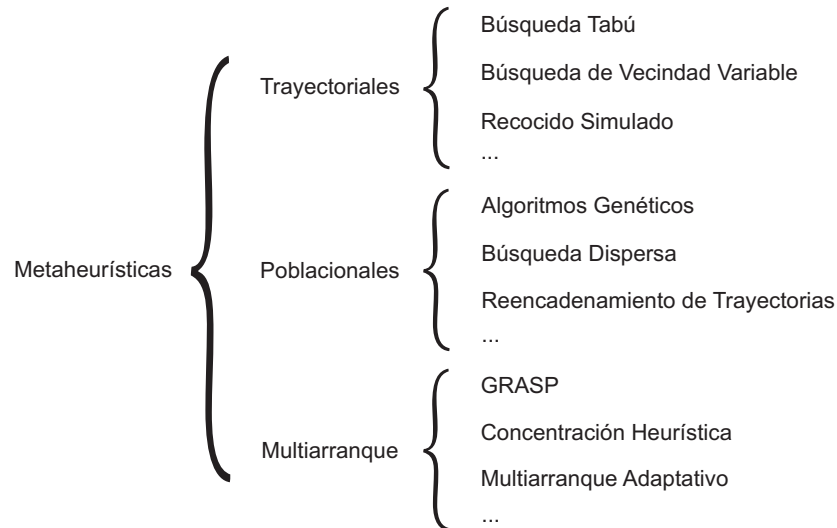 Metaheurísticas
Trayectoriales
Búsqueda Tabú
Búsqueda de Vecindad Variable
Recocido Simulado
...
Poblacionales
Algoritmos Genéticos
Búsqueda Dispersa
Reencadenamiento de Trayectorias
...
Multiarranque
GRASP
Concentración Heurística
Multiarranque Adaptativo
...